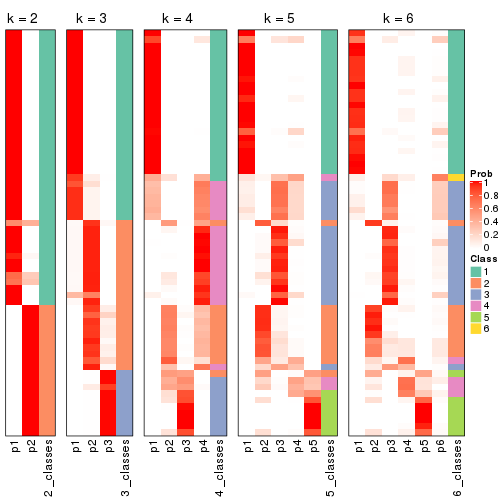 k = 2
k = 3
k = 4
k = 5
k = 6
Prob
1
0.8
0.6
0.4
0.2
0
Class
1
2
3
4
5
6
p1
p2
2_classes
p1
p2
p3
3_classes
p1
p2
p3
p4
4_classes
p1
p2
p3
p4
p5
5_classes
p1
p2
p3
p4
p5
p6
6_classes